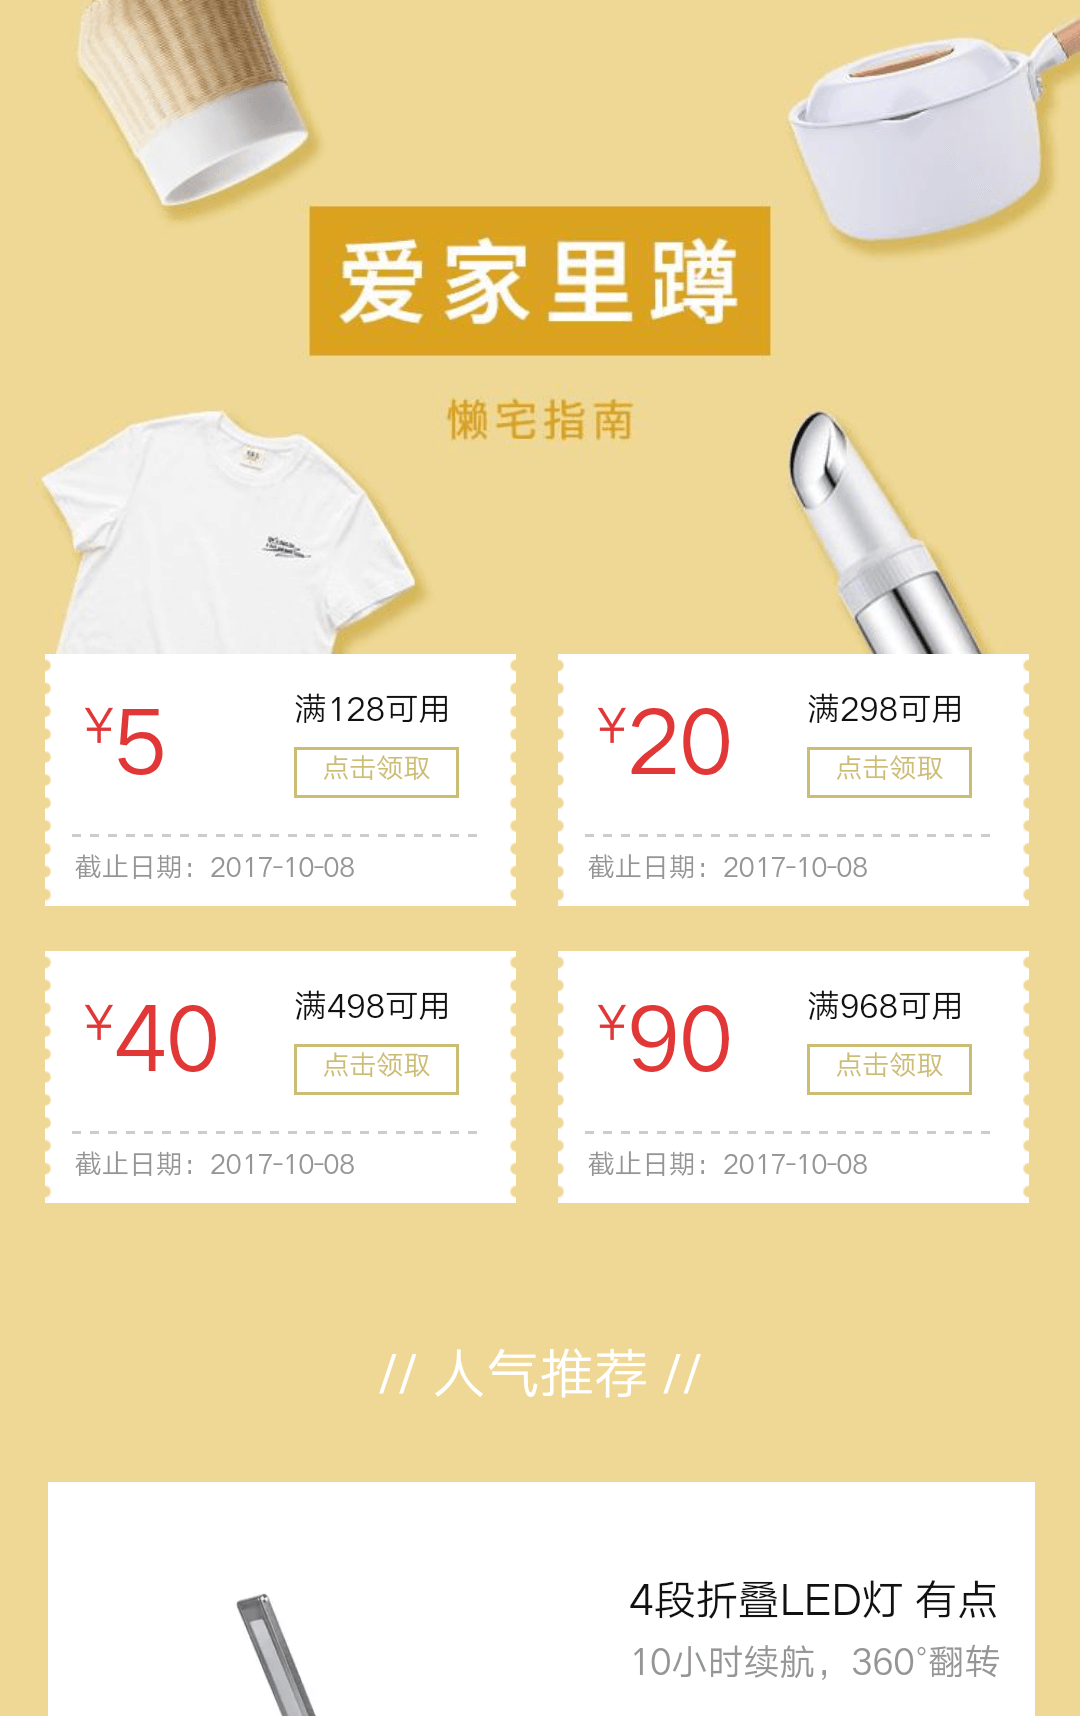 爱家里蹲
懒宅指南
¥5
满128可用
点击领取
截止日期：2017-10-08
¥20
满298可用
点击领取
截止日期：2017-10-08
¥40
满498可用
点击领取
截止日期：2017-10-08
¥90
满968可用
点击领取
截止日期：2017-10-08
// 人气推荐 //
4段折叠LED灯 有点
10小时续航，360°翻转